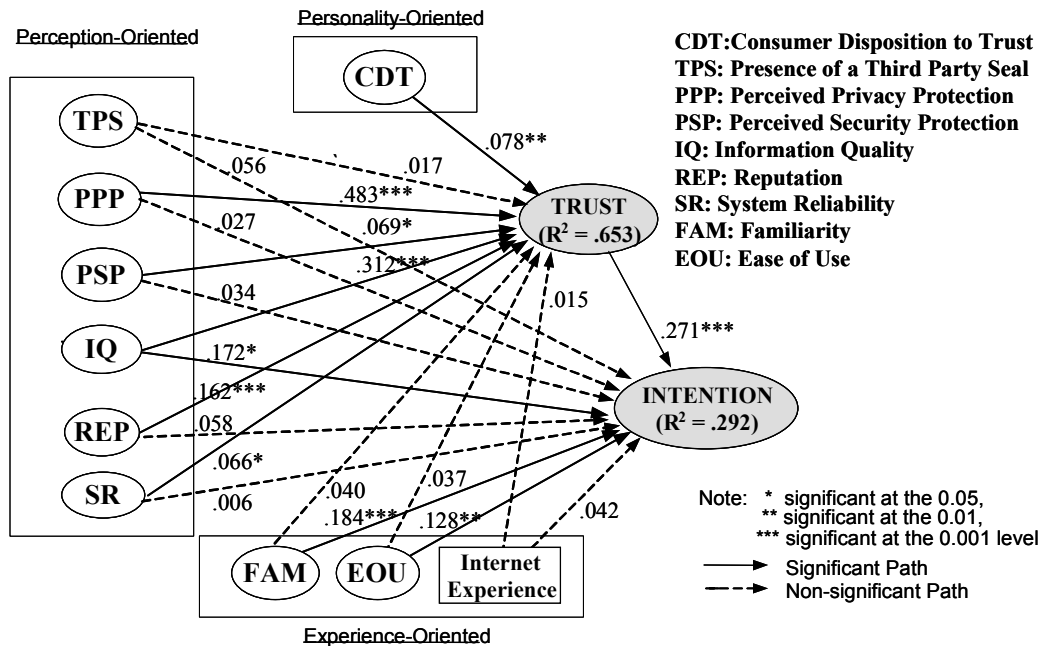 Personality-Oriented
Perception-Oriented
CDT
CDT:Consumer Disposition to Trust
TPS: Presence of a Third Party Seal
PPP: Perceived Privacy Protection
PSP: Perceived Security Protection
IQ: Information Quality
REP: Reputation
SR: System Reliability
FAM: Familiarity
EOU: Ease of Use
TPS
.078**
.056
.017
PPP
.483***
.027
.069*
TRUST
(R² = .653)
PSP
.312***
.034
.015
IQ
.172*
.271***
.162***
INTENTION
(R² = .292)
REP
.058
.066*
SR
.006
.040
.037
.184***
.128**
.042
FAM
EOU
Internet
Experience
Experience-Oriented
Note: * significant at the 0.05,
** significant at the 0.01,
*** significant at the 0.001 level
Significant Path
Non-significant Path